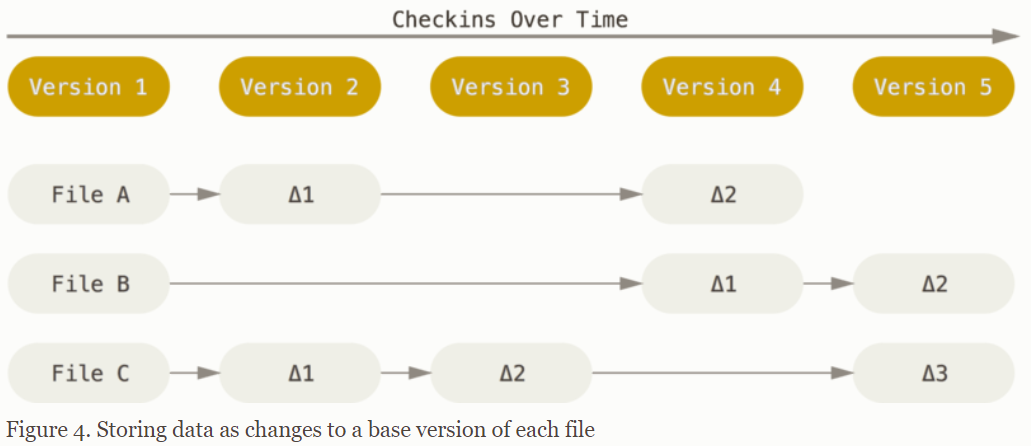 Checkins Over Time
Version 1 Version 2 Version 3 Version 4 Version 5
File A Δ1 Δ2
File B Δ1 Δ2
File C Δ1 Δ2 Δ3
Figure 4. Storing data as changes to a base version of each file